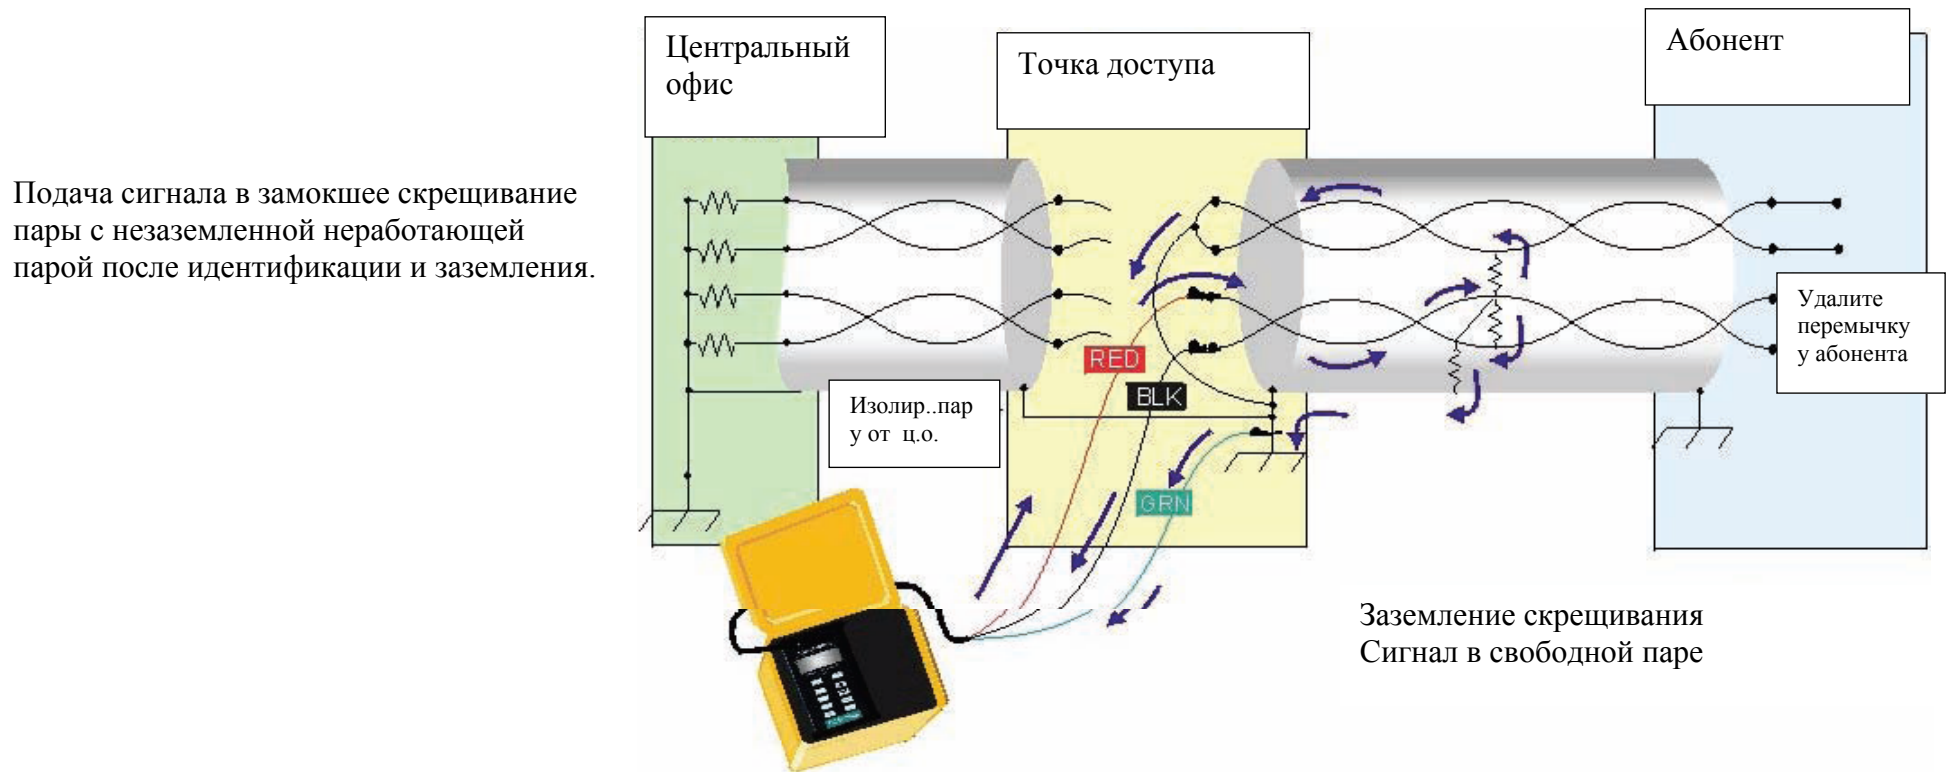 Центральный
офис
Точка доступа
Абонент
Подача сигнала в замокшее скрещивание
пары с незаземленной неработающей
парой после идентификации и заземления.
Удалите
перемычку
у абонента
RED
BLK
Изолир..пар
у от ц.о.
GRN
Заземление скрещивания
Сигнал в свободной паре